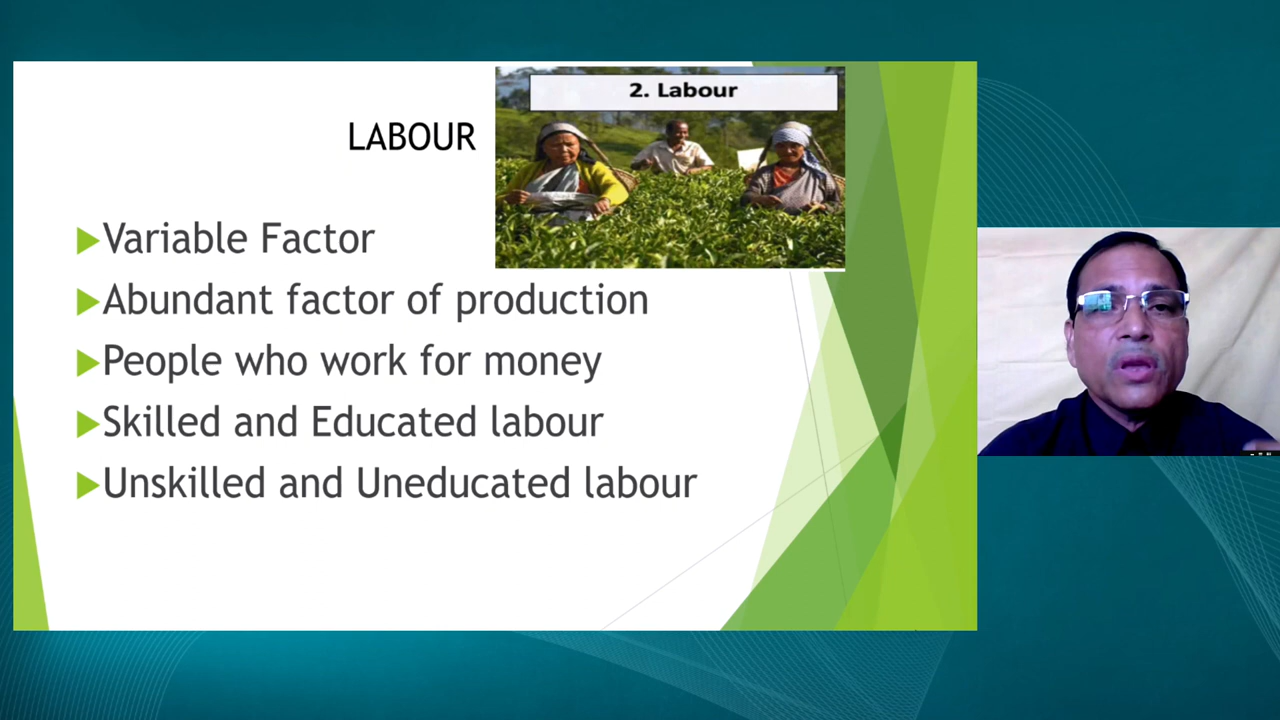 2. Labour
LABOUR
Variable Factor
Abundant factor of production
People who work for money
Skilled and Educated labour
Unskilled and Uneducated labour